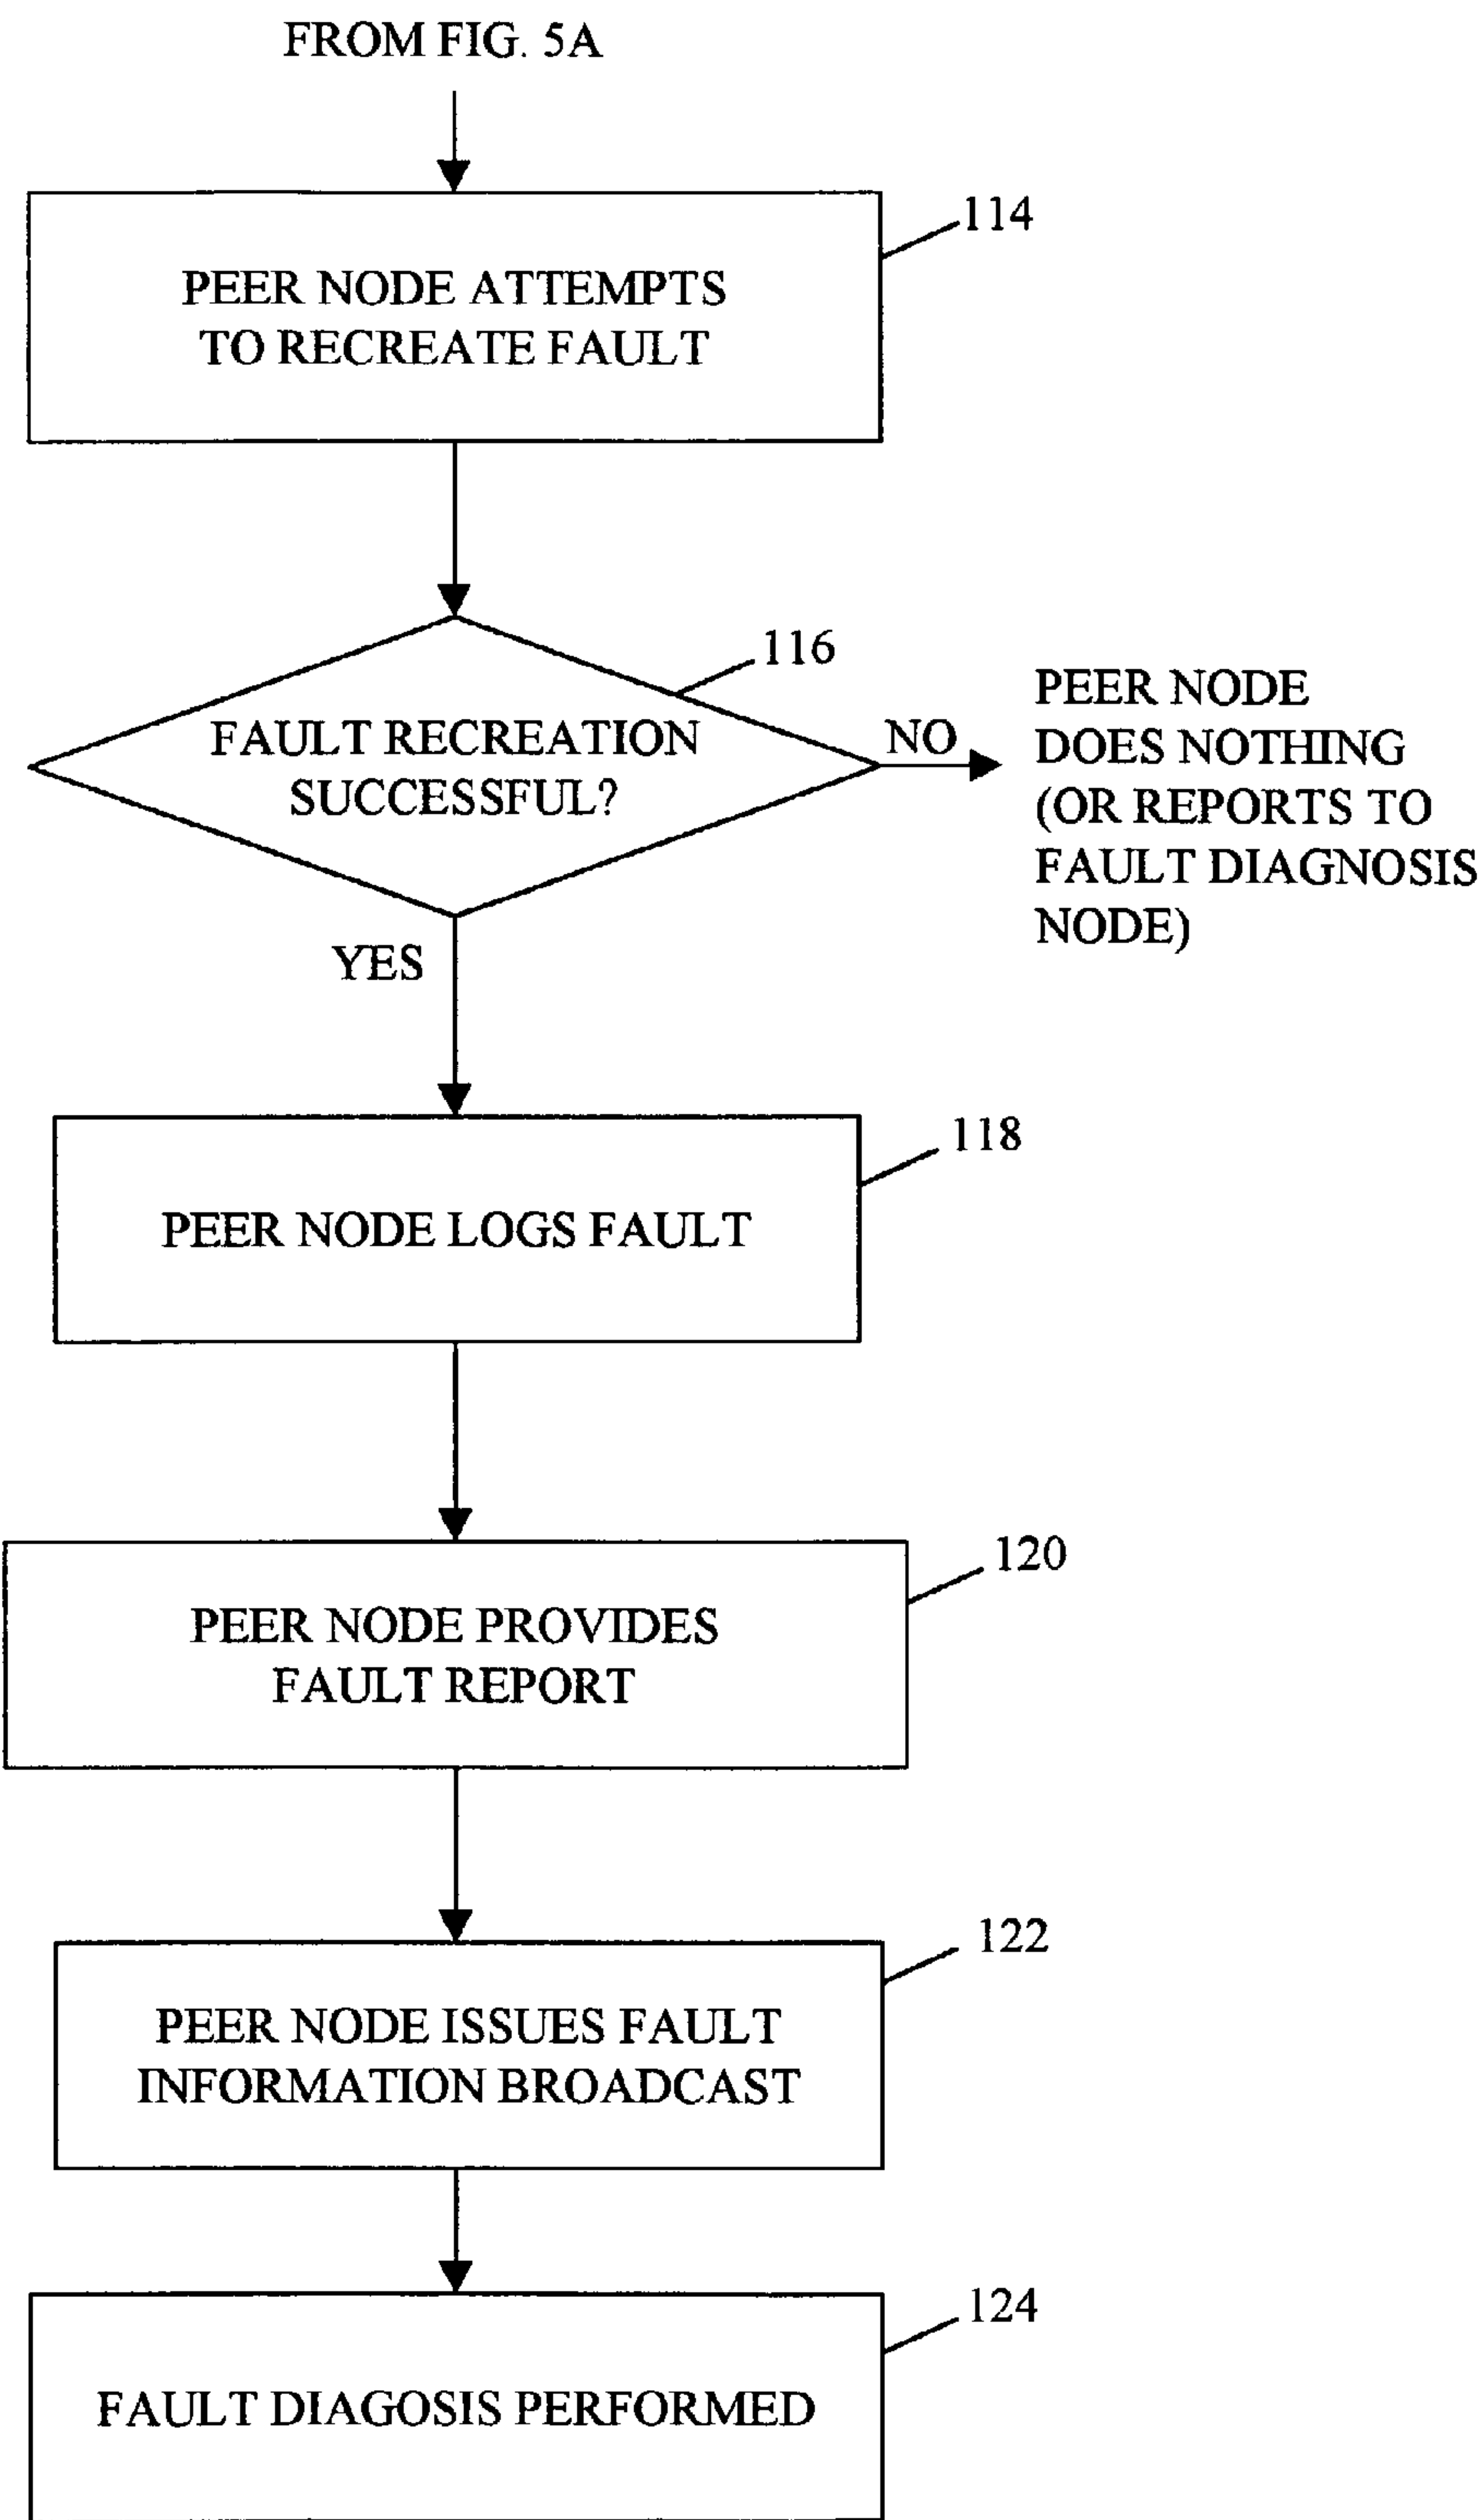 FROM FIG. 5A
114
PEER NODE ATTEMPTS
TO RECREATE FAULT
116
FAULT RECREATION
SUCCESSFUL?
NO
PEER NODE
DOES NOTHING
(OR REPORTS TO
FAULT DIAGNOSIS
NODE)
YES
118
PEER NODE LOGS FAULT
120
PEER NODE PROVIDES
FAULT REPORT
122
PEER NODE ISSUES FAULT
INFORMATION BROADCAST
124
FAULT DIAGOSIS PERFORMED